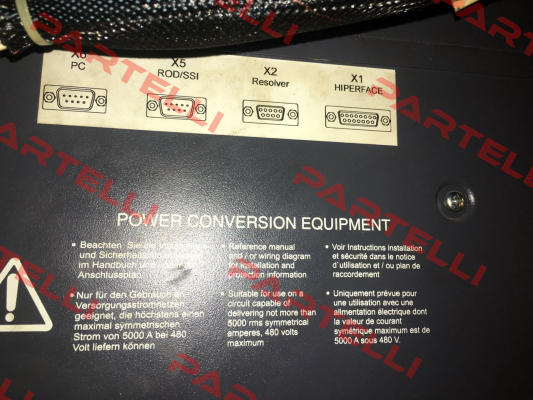 X6
PC
X5
ROD/SSI
X2
Resolver
X1
HIPERFACE
POWER CONVERSION EQUIPMENT
• Beachten Sie die
und Sicherheits
im Handbuch und
Anschlussplan.
• Nur für den Gebrauch an
Versorgungsstromnetzen
geeignet, die höchstens einen
maximal symmetrischen
Strom von 5000 A bei 480
Volt liefern können
• Reference manual
and / or wiring diagram
for installation and
protection information
• Suitable for use on a
circuit capable of
delivering not more than
5000 rms symmetrical
amperes, 480 volts
maximum
• Voir Instructions installation
et sécurité dans le notice
d'utilisation et / ou plan de
raccordement
• Uniquement prévue pour
une utilisation avec une
alimentation électrique dont
la valeur de courant
symétrique maximum est de
5000 A sous 480 V.
PARTELLI
PARTELLI
PARTELLI
PARTELLI